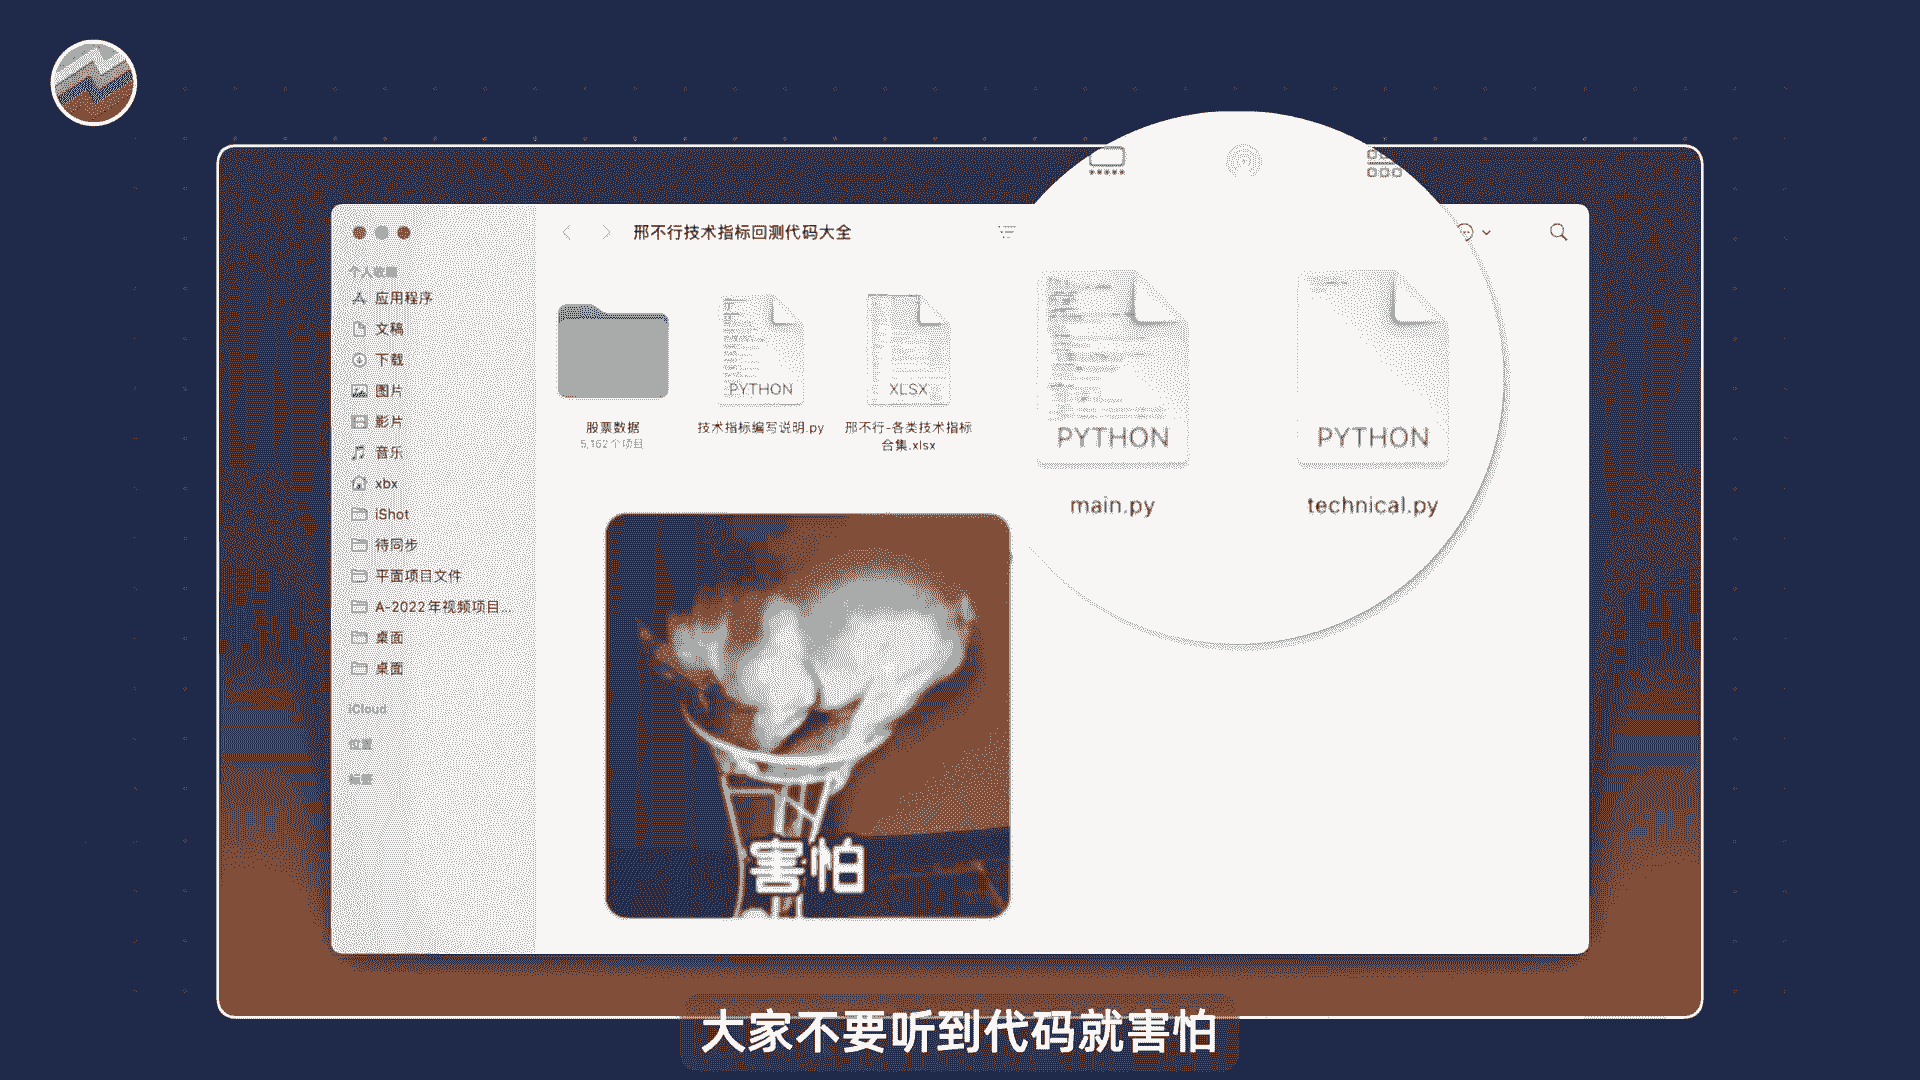 邢不行技术指标回测代码大全
个人收藏
应用程序
文稿
下载
图片
影片
音乐
xbx
iShot
待同步
平面项目文件
A-2022年视频项目...
桌面
桌面
iCloud
位置
标签
股票数据
5,162个项目
PYTHON
技术指标编写说明.py
XLSX
邢不行-各类技术指标
合集.xlsx
PYTHON
main.py
PYTHON
technical.py
害怕
大家不要听到代码就害怕